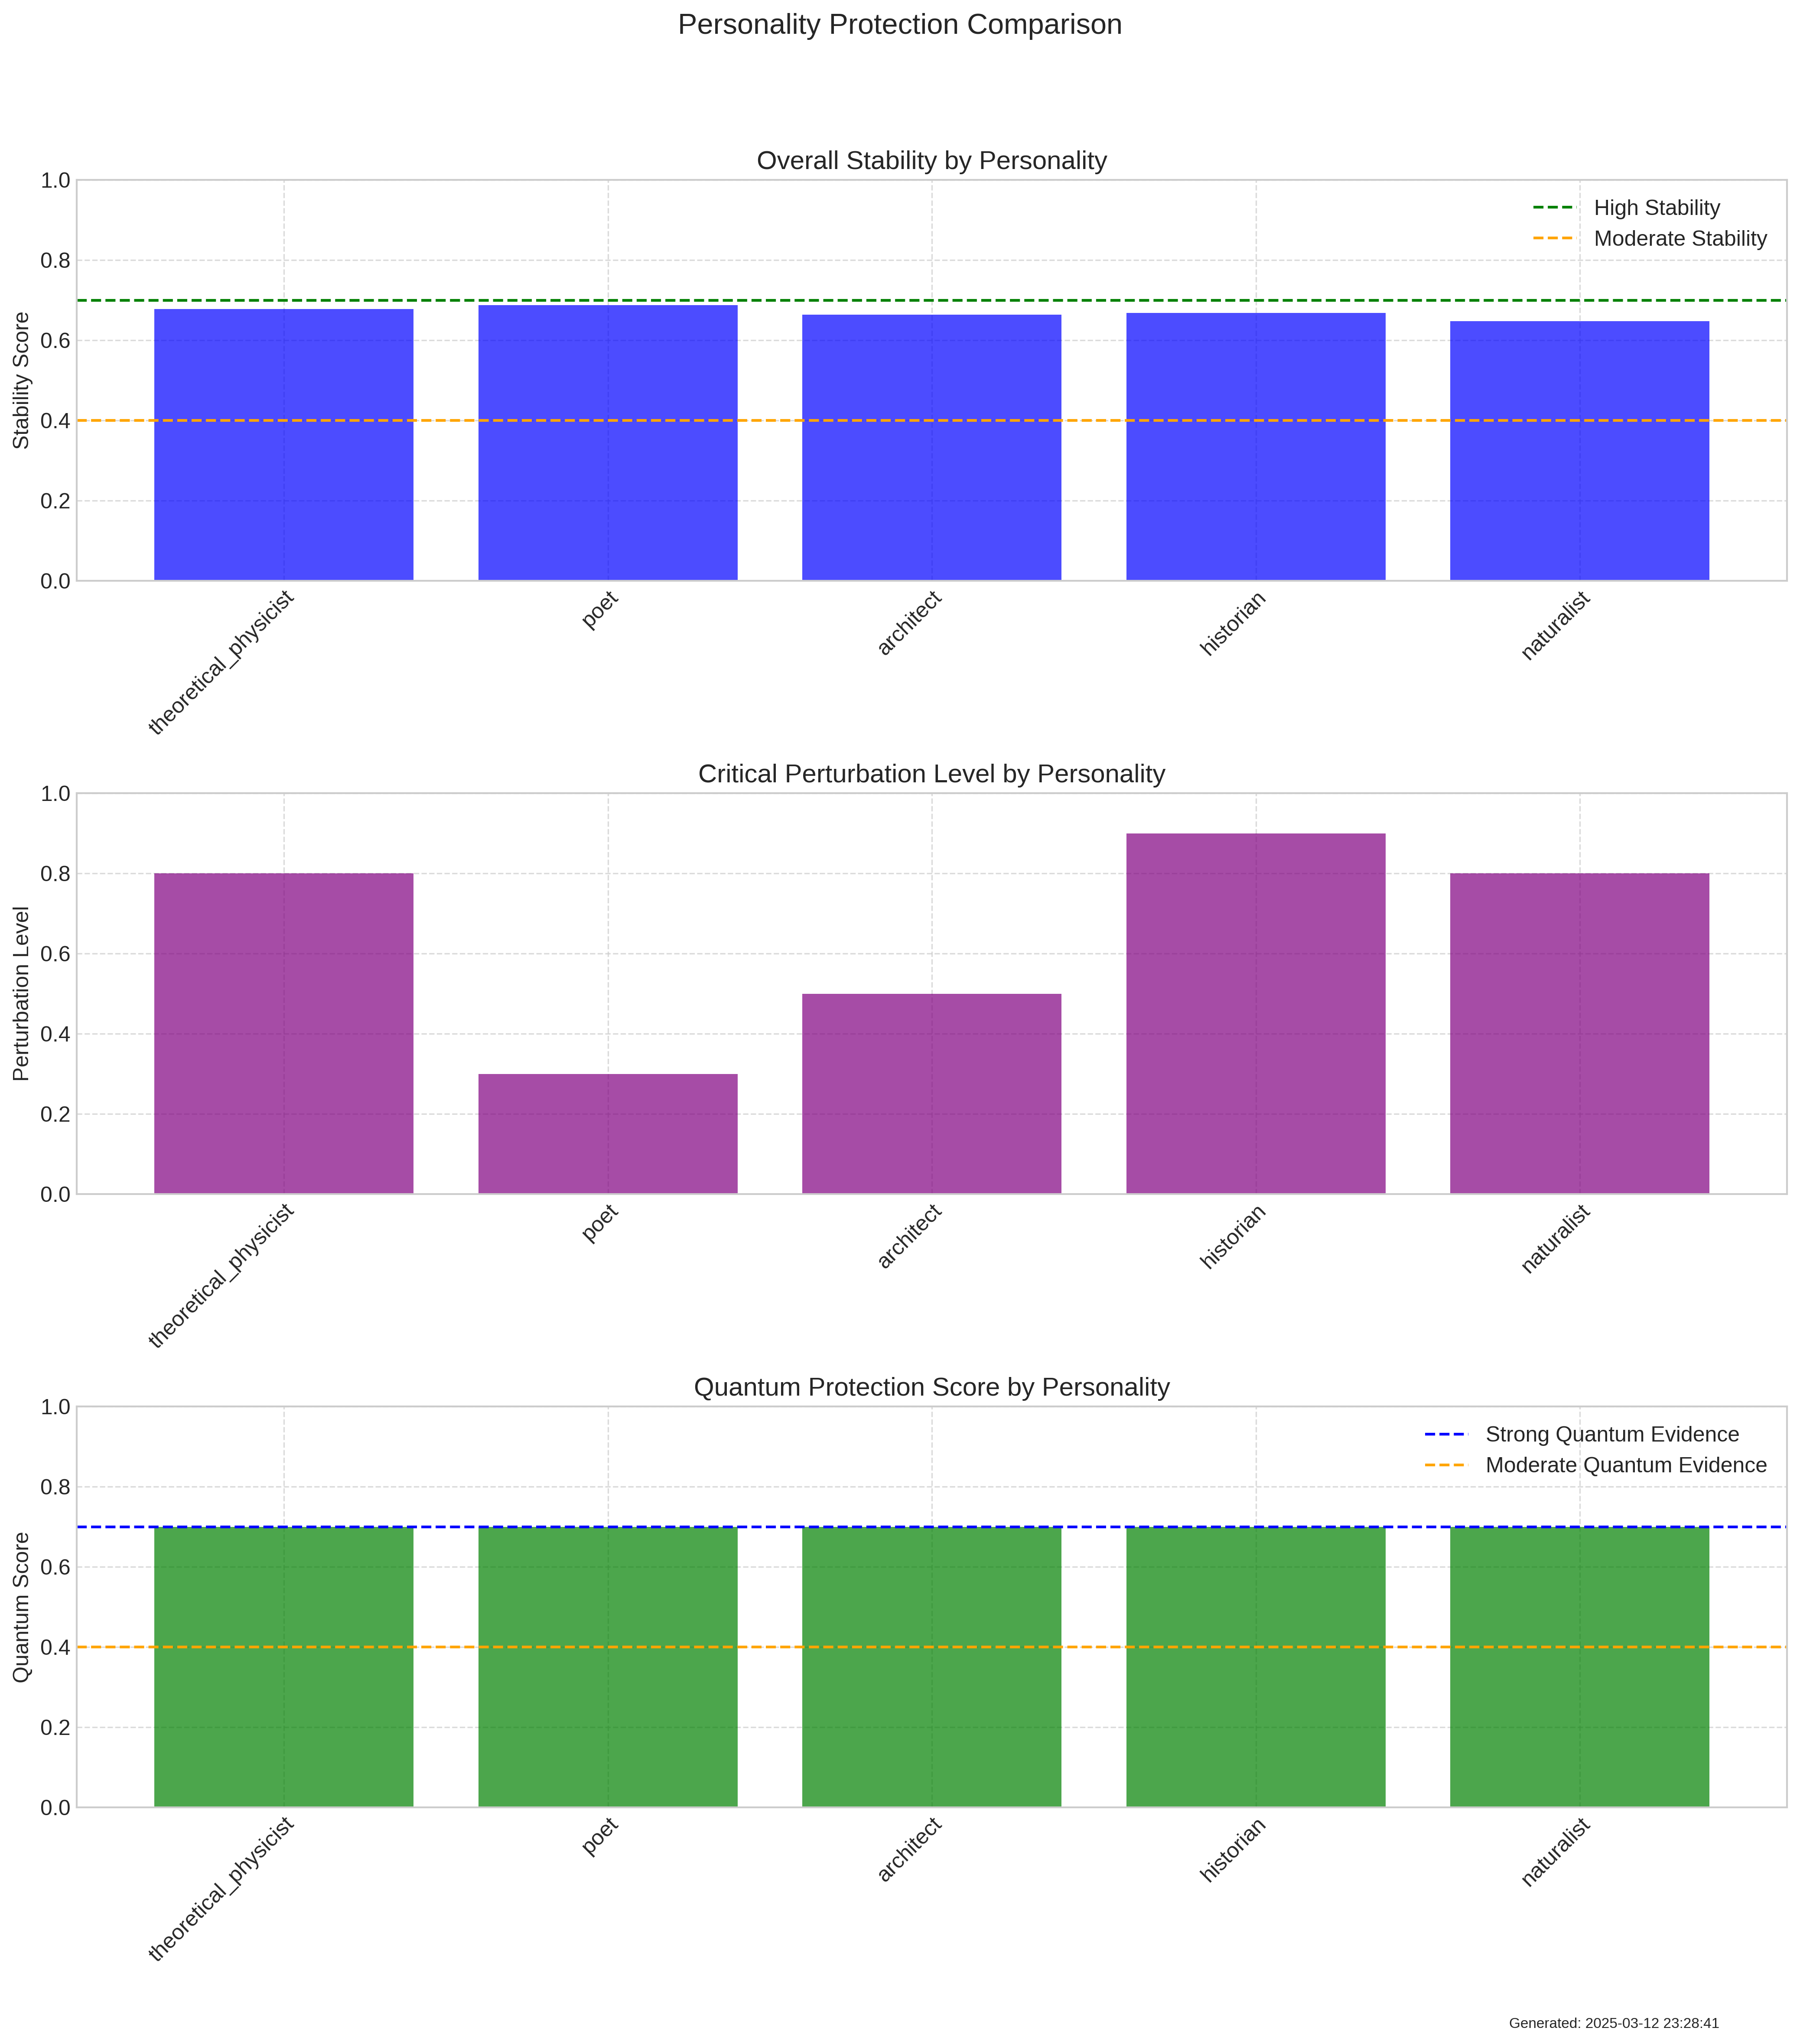 Personality Protection Comparison
Overall Stability by Personality
Stability Score
1.0
0.8
0.6
0.4
0.2
0.0
High Stability
Moderate Stability
theoretical_physicist
poet
architect
historian
naturalist
Critical Perturbation Level by Personality
Perturbation Level
1.0
0.8
0.6
0.4
0.2
0.0
theoretical_physicist
poet
architect
historian
naturalist
Quantum Protection Score by Personality
Quantum Score
1.0
0.8
0.6
0.4
0.2
0.0
Strong Quantum Evidence
Moderate Quantum Evidence
theoretical_physicist
poet
architect
historian
naturalist
Generated: 2025-03-12 23:28:41